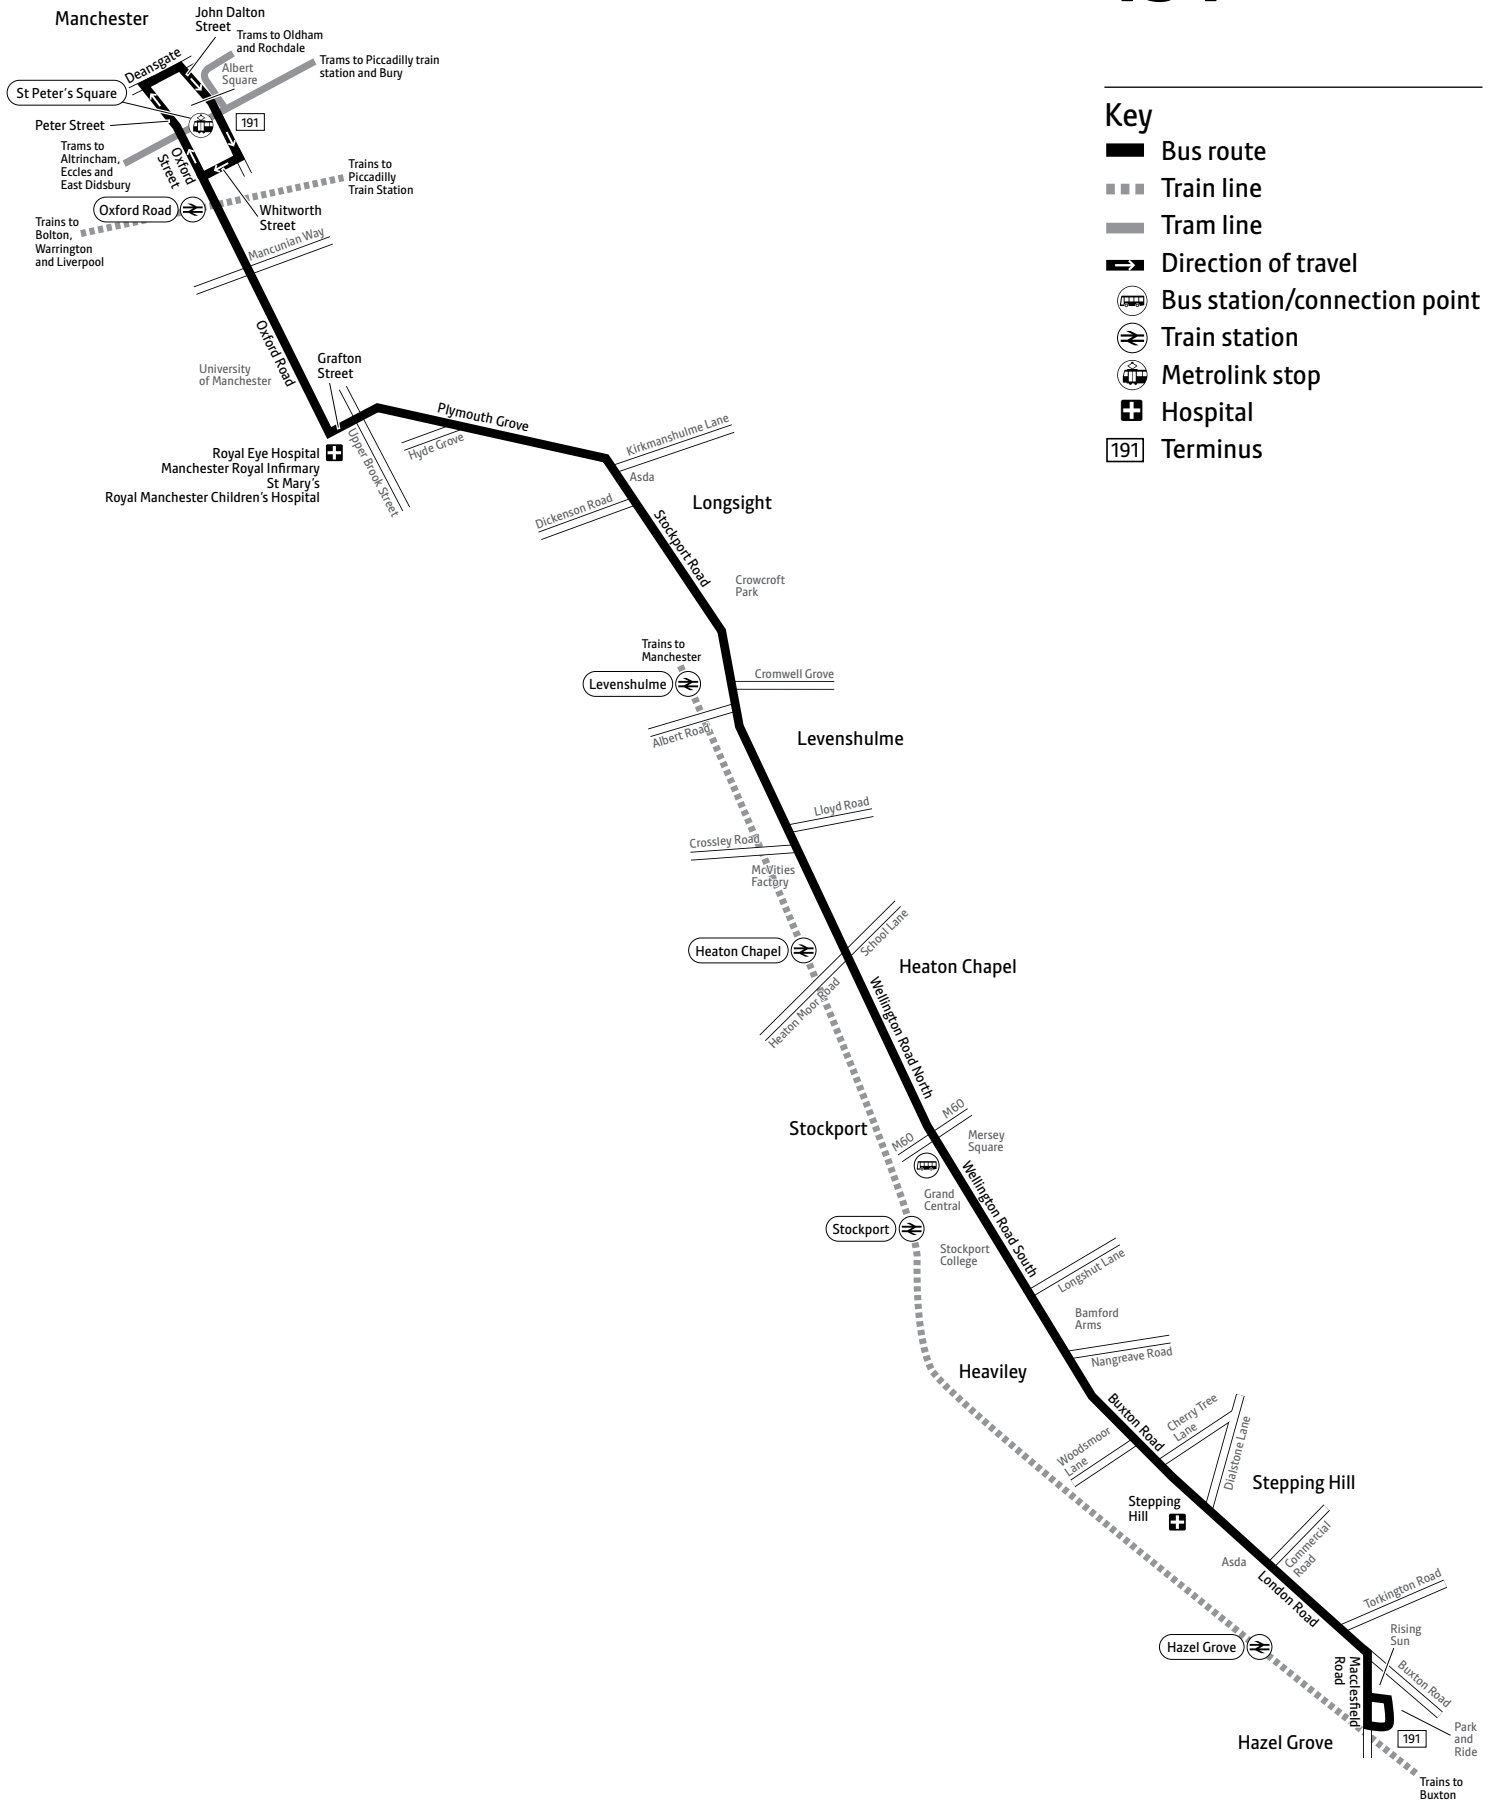 Manchester
John Dalton
Street
Trams to Oldham
and Rochdale
Deansgate
Albert
Square
Trams to Piccadilly train
station and Bury
St Peter's Square
191
Peter Street
Trams to
Altrincham,
Eccles and
East Didsbury
Oxford
Street
Trains to
Piccadilly
Train Station
Oxford Road
Whitworth
Street
Trains to
Bolton,
Warrington
and Liverpool
Mancunian Way
Key
Bus route
Train line
Tram line
Direction of travel
Bus station/connection point
Train station
Metrolink stop
Hospital
191 Terminus
Oxford Road
University
of Manchester
Grafton
Street
Plymouth Grove
Hyde Grove
Upper Brook Street
Kirkmanshulme Lane
Royal Eye Hospital
Manchester Royal Infirmary
St Mary's
Royal Manchester Children's Hospital
Asda
Longsight
Dickenson Road
Stockport Road
Crowcroft
Park
Trains to
Manchester
Levenshulme
Cromwell Grove
Albert Road
Levenshulme
Lloyd Road
Crossley Road
McVities
Factory
School Lane
Heaton Chapel
Heaton Chapel
Heaton Moor Road
Wellington Road North
M60
Stockport
M60
Mersey
Square
Grand
Central
Wellington Road South
Stockport
Stockport
College
Longshut Lane
Bamford
Arms
Nangreave Road
Heaviley
Buxton Road
Cherry Tree
Lane
Woodsmoor
Lane
Dialstone Lane
Stepping Hill
Stepping
Hill
Commercial
Road
Asda
London Road
Torkington Road
Rising
Sun
Hazel Grove
Macclesfield
Road
Buxton Road
Park
and
Ride
191
Hazel Grove
Trains to
Buxton